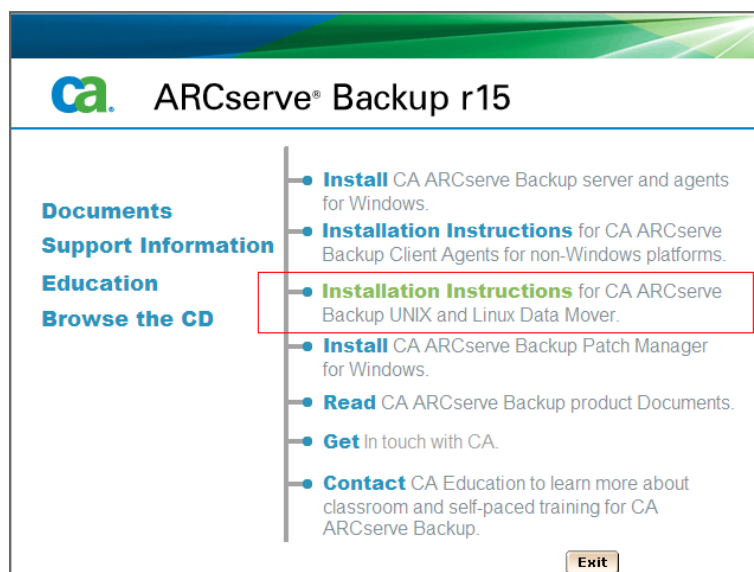 ca. ARCserve® Backup r15
Documents
Support Information
Education
Browse the CD
Install CA ARCserve Backup server and agents
for Windows.
Installation Instructions for CA ARCserve
Backup Client Agents for non-Windows platforms.
Installation Instructions for CA ARCserve
Backup UNIX and Linux Data Mover.
Install CA ARCserve Backup Patch Manager
for Windows.
Read CA ARCserve Backup product Documents.
Get In touch with CA.
Contact CA Education to learn more about
classroom and self-paced training for CA
ARCserve Backup.
Exit